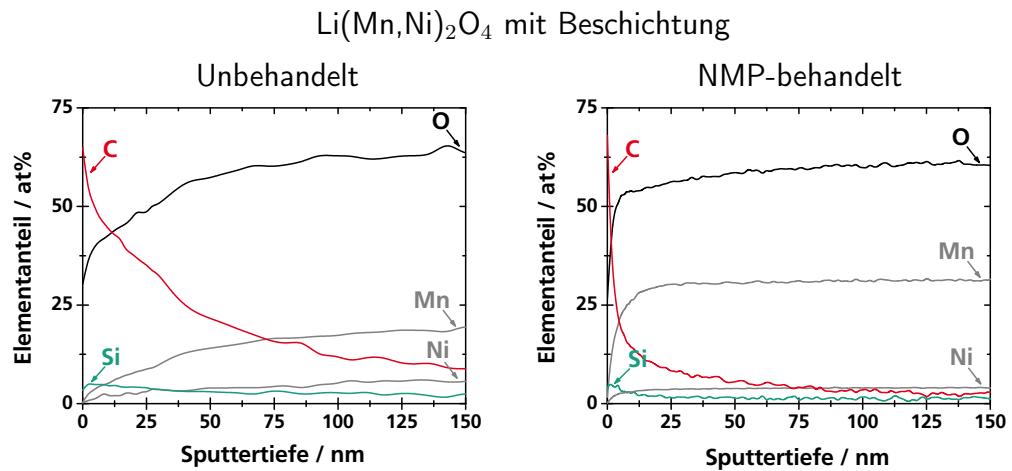 Li(Mn,Ni)₂O₄ mit Beschichtung
Unbehandelt
75
50
25
0
Elementanteil / at%
C
O
Mn
Ni
Si
0 25 50 75 100 125 150
Sputtertiefe / nm
NMP-behandelt
75
50
25
0
Elementanteil / at%
C
O
Mn
Ni
Si
0 25 50 75 100 125 150
Sputtertiefe / nm